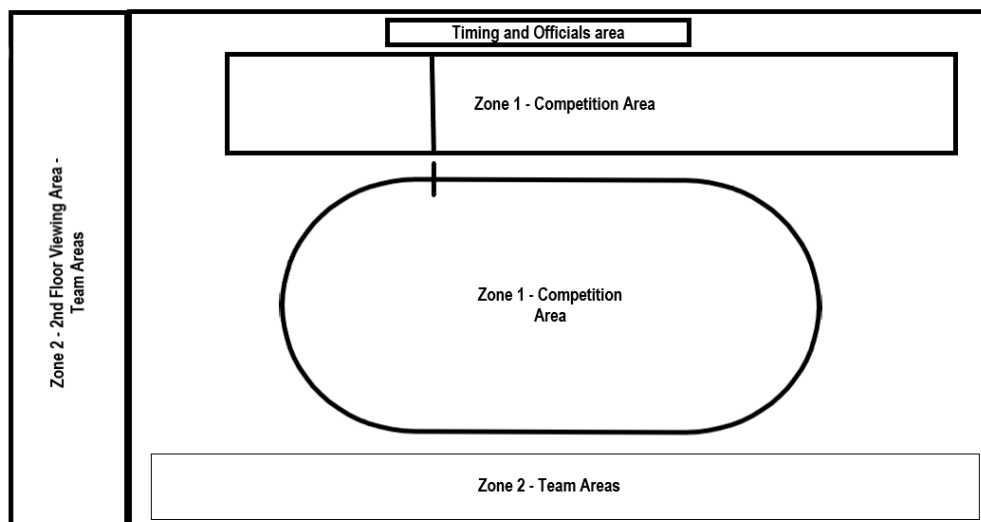 Timing and Officials area
Zone 1 - Competition Area
Zone 2 - 2nd Floor Viewing Area -
Team Areas
Zone 1 - Competition
Area
Zone 2 - Team Areas